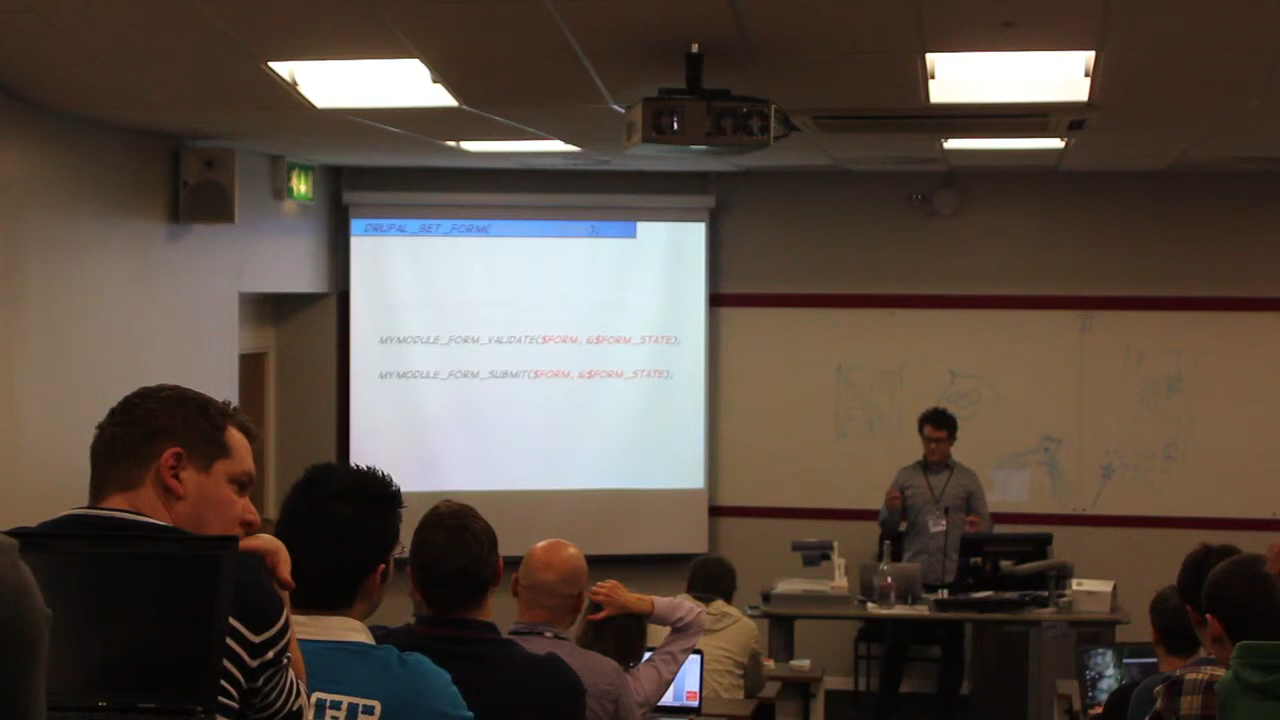 DRUPAL_GET_FORM( );
MYMODULE_FORM_VALIDATE($FORM, &$FORM_STATE);
MYMODULE_FORM_SUBMIT($FORM, &$FORM_STATE);